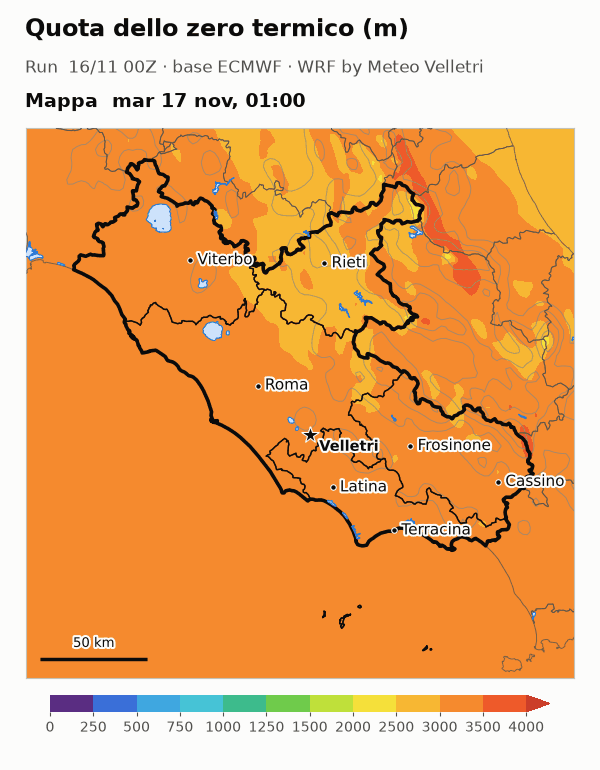 Quota dello zero termico (m)
Run 16/11 00Z · base ECMWF · WRF by Meteo Velletri
Mappa mar 17 nov, 01:00
Viterbo
Rieti
Roma
Velletri
Frosinone
Latina
Cassino
Terracina
50 km
0 250 500 750 1000 1250 1500 2000 2500 3000 3500 4000